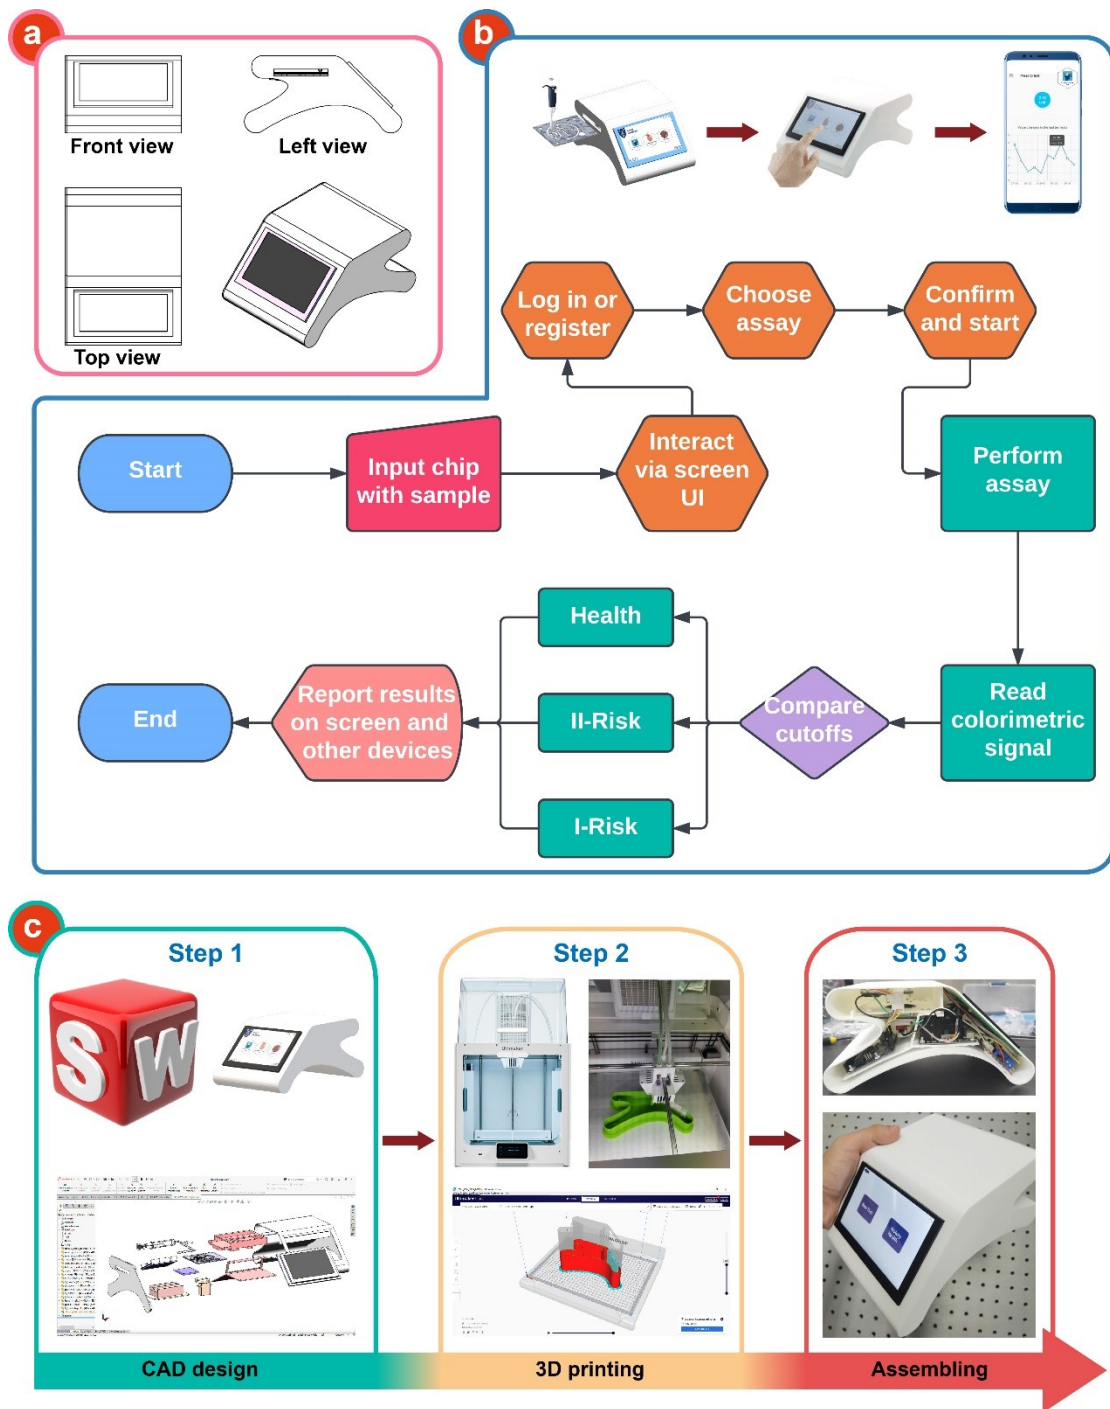 a
Front view
Left view
Top view
b
Log in or
register
Choose
assay
Confirm
and start
Start
Input chip
with sample
Interact
via screen
UI
Perform
assay
Health
End
Report results
on screen and
other devices
II-Risk
Compare
cutoffs
Read
colorimetric
signal
I-Risk
c
Step 1
Step 2
Step 3
S
W
Ultimaker
CAD design
3D printing
Assembling